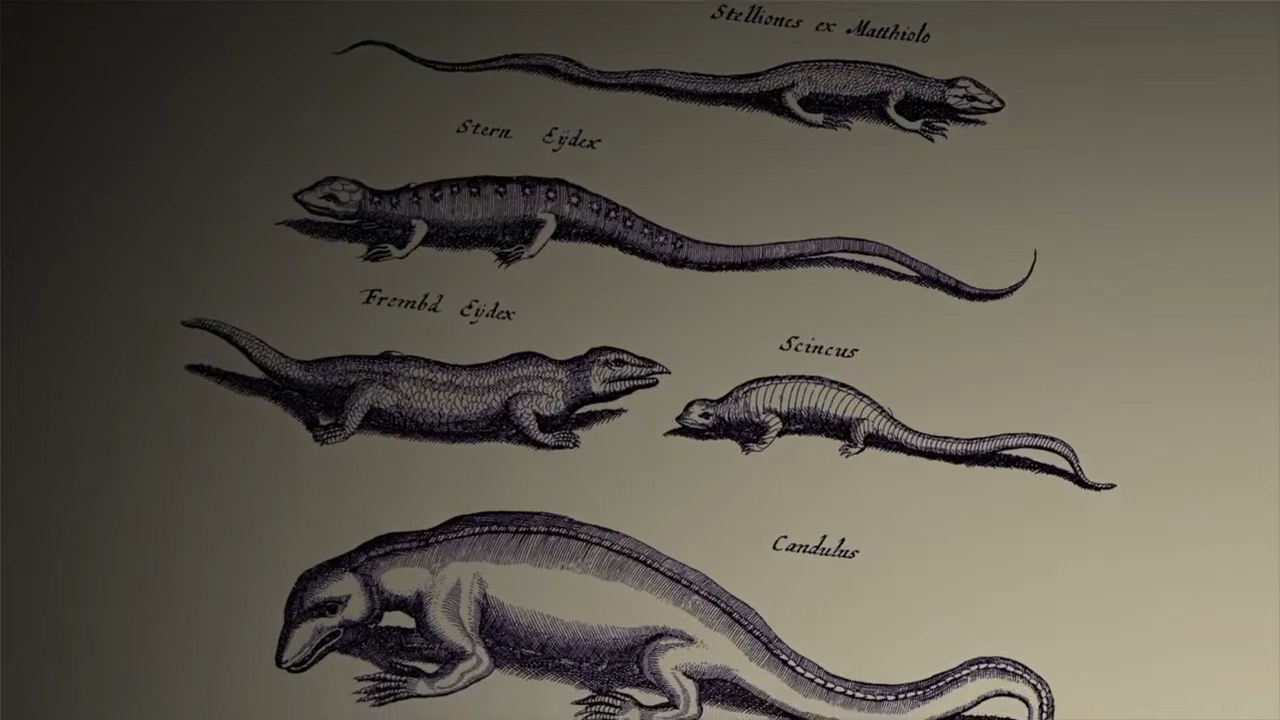 Stelliones ex Matthiolo
Stern Eÿdex
Frembd Eÿdex
Scincus
Candulus